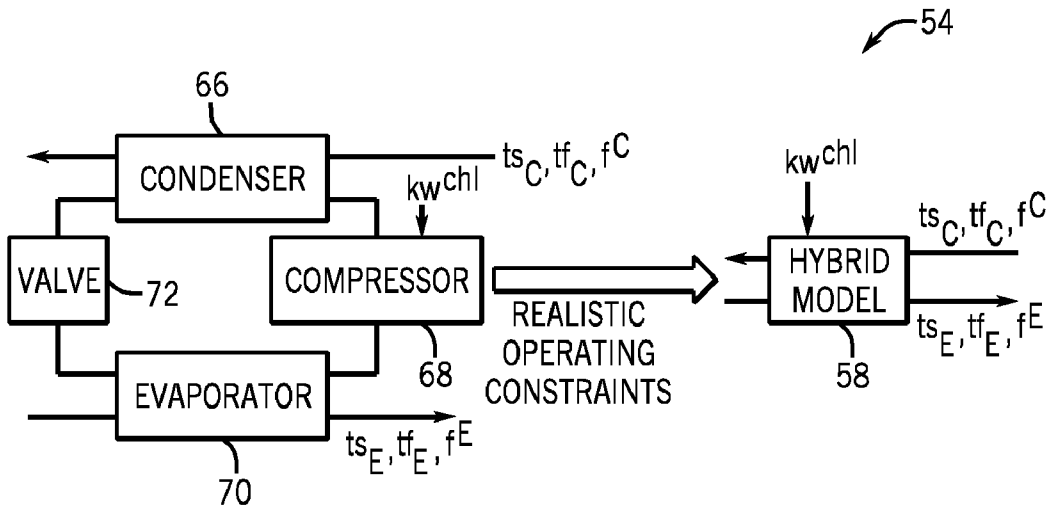 54
66
CONDENSER
ts_C, tf_C, f^C
kw^chl
VALVE
72
COMPRESSOR
68
REALISTIC
OPERATING
CONSTRAINTS
EVAPORATOR
70
ts_E, tf_E, f^E
kw^chl
HYBRID
MODEL
58
ts_C, tf_C, f^C
ts_E, tf_E, f^E